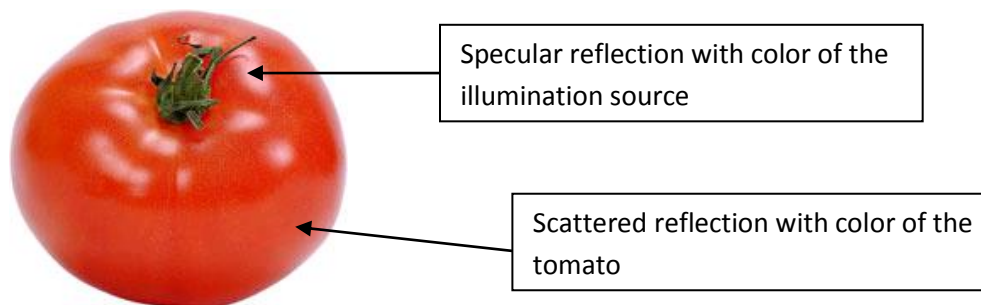 Specular reflection with color of the
illumination source
Scattered reflection with color of the
tomato